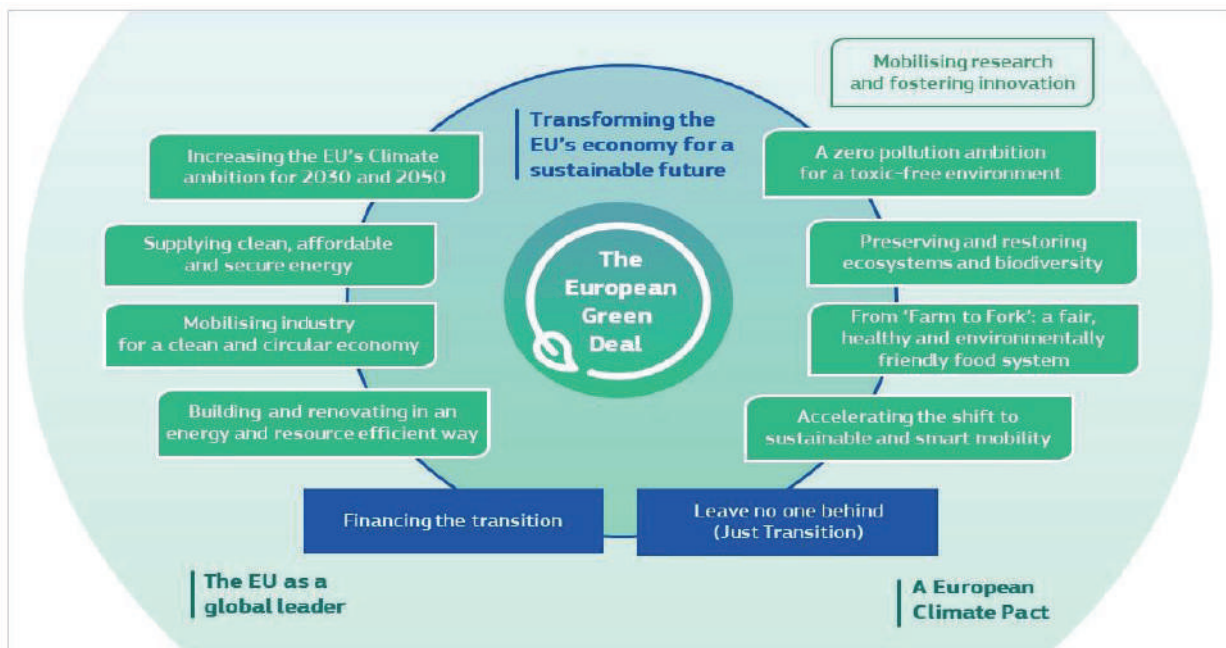 Mobilising research
and fostering innovation
Transforming the
EU's economy for a
sustainable future
Increasing the EU's Climate
ambition for 2030 and 2050
A zero pollution ambition
for a toxic-free environment
Supplying clean, affordable
and secure energy
Preserving and restoring
ecosystems and biodiversity
The
European
Green
Deal
Mobilising industry
for a clean and circular economy
From 'Farm to Fork': a fair,
healthy and environmentally
friendly food system
Building and renovating in an
energy and resource efficient way
Accelerating the shift to
sustainable and smart mobility
Financing the transition
Leave no one behind
(Just Transition)
The EU as a
global leader
A European
Climate Pact